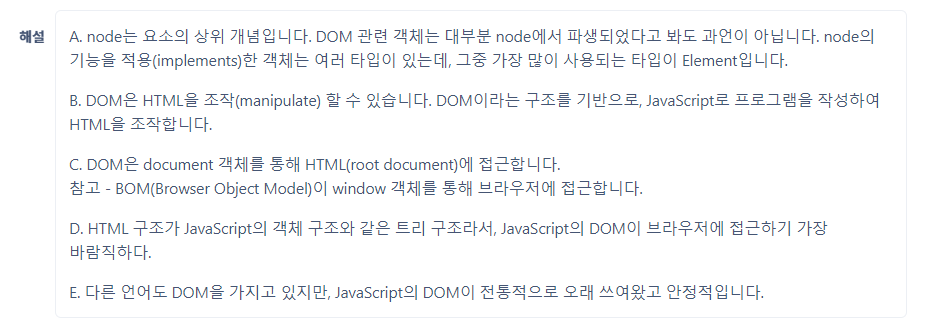 해설
A. node는 요소의 상위 개념입니다. DOM 관련 객체는 대부분 node에서 파생되었다고 봐도 과언이 아닙니다. node의
기능을 적용(implements)한 객체는 여러 타입이 있는데, 그중 가장 많이 사용되는 타입이 Element입니다.
B. DOM은 HTML을 조작(manipulate) 할 수 있습니다. DOM이라는 구조를 기반으로, JavaScript로 프로그램을 작성하여
HTML을 조작합니다.
C. DOM은 document 객체를 통해 HTML(root document)에 접근합니다.
참고 - BOM(Browser Object Model)이 window 객체를 통해 브라우저에 접근합니다.
D. HTML 구조가 JavaScript의 객체 구조와 같은 트리 구조라서, JavaScript의 DOM이 브라우저에 접근하기 가장
바람직하다.
E. 다른 언어도 DOM을 가지고 있지만, JavaScript의 DOM이 전통적으로 오래 쓰여왔고 안정적입니다.